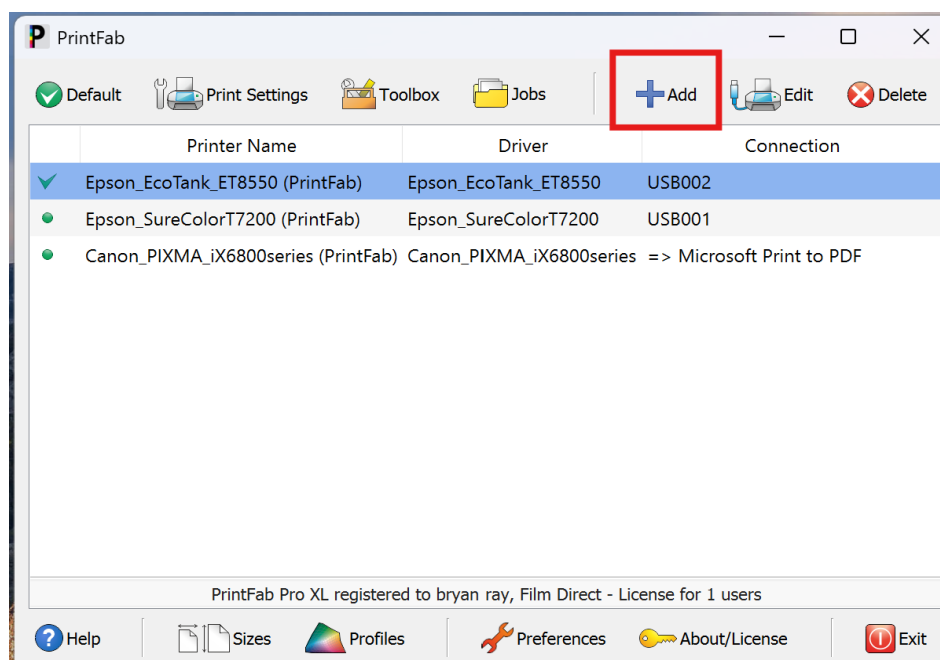 PrintFab
Default Print Settings Toolbox Jobs Add Edit Delete
Printer Name Driver Connection
Epson_EcoTank_ET8550 (PrintFab) Epson_EcoTank_ET8550 USB002
Epson_SureColorT7200 (PrintFab) Epson_SureColorT7200 USB001
Canon_PIXMA_iX6800series (PrintFab) Canon_PIXMA_iX6800series => Microsoft Print to PDF
PrintFab Pro XL registered to bryan ray, Film Direct - License for 1 users
Help Sizes Profiles Preferences About/License Exit